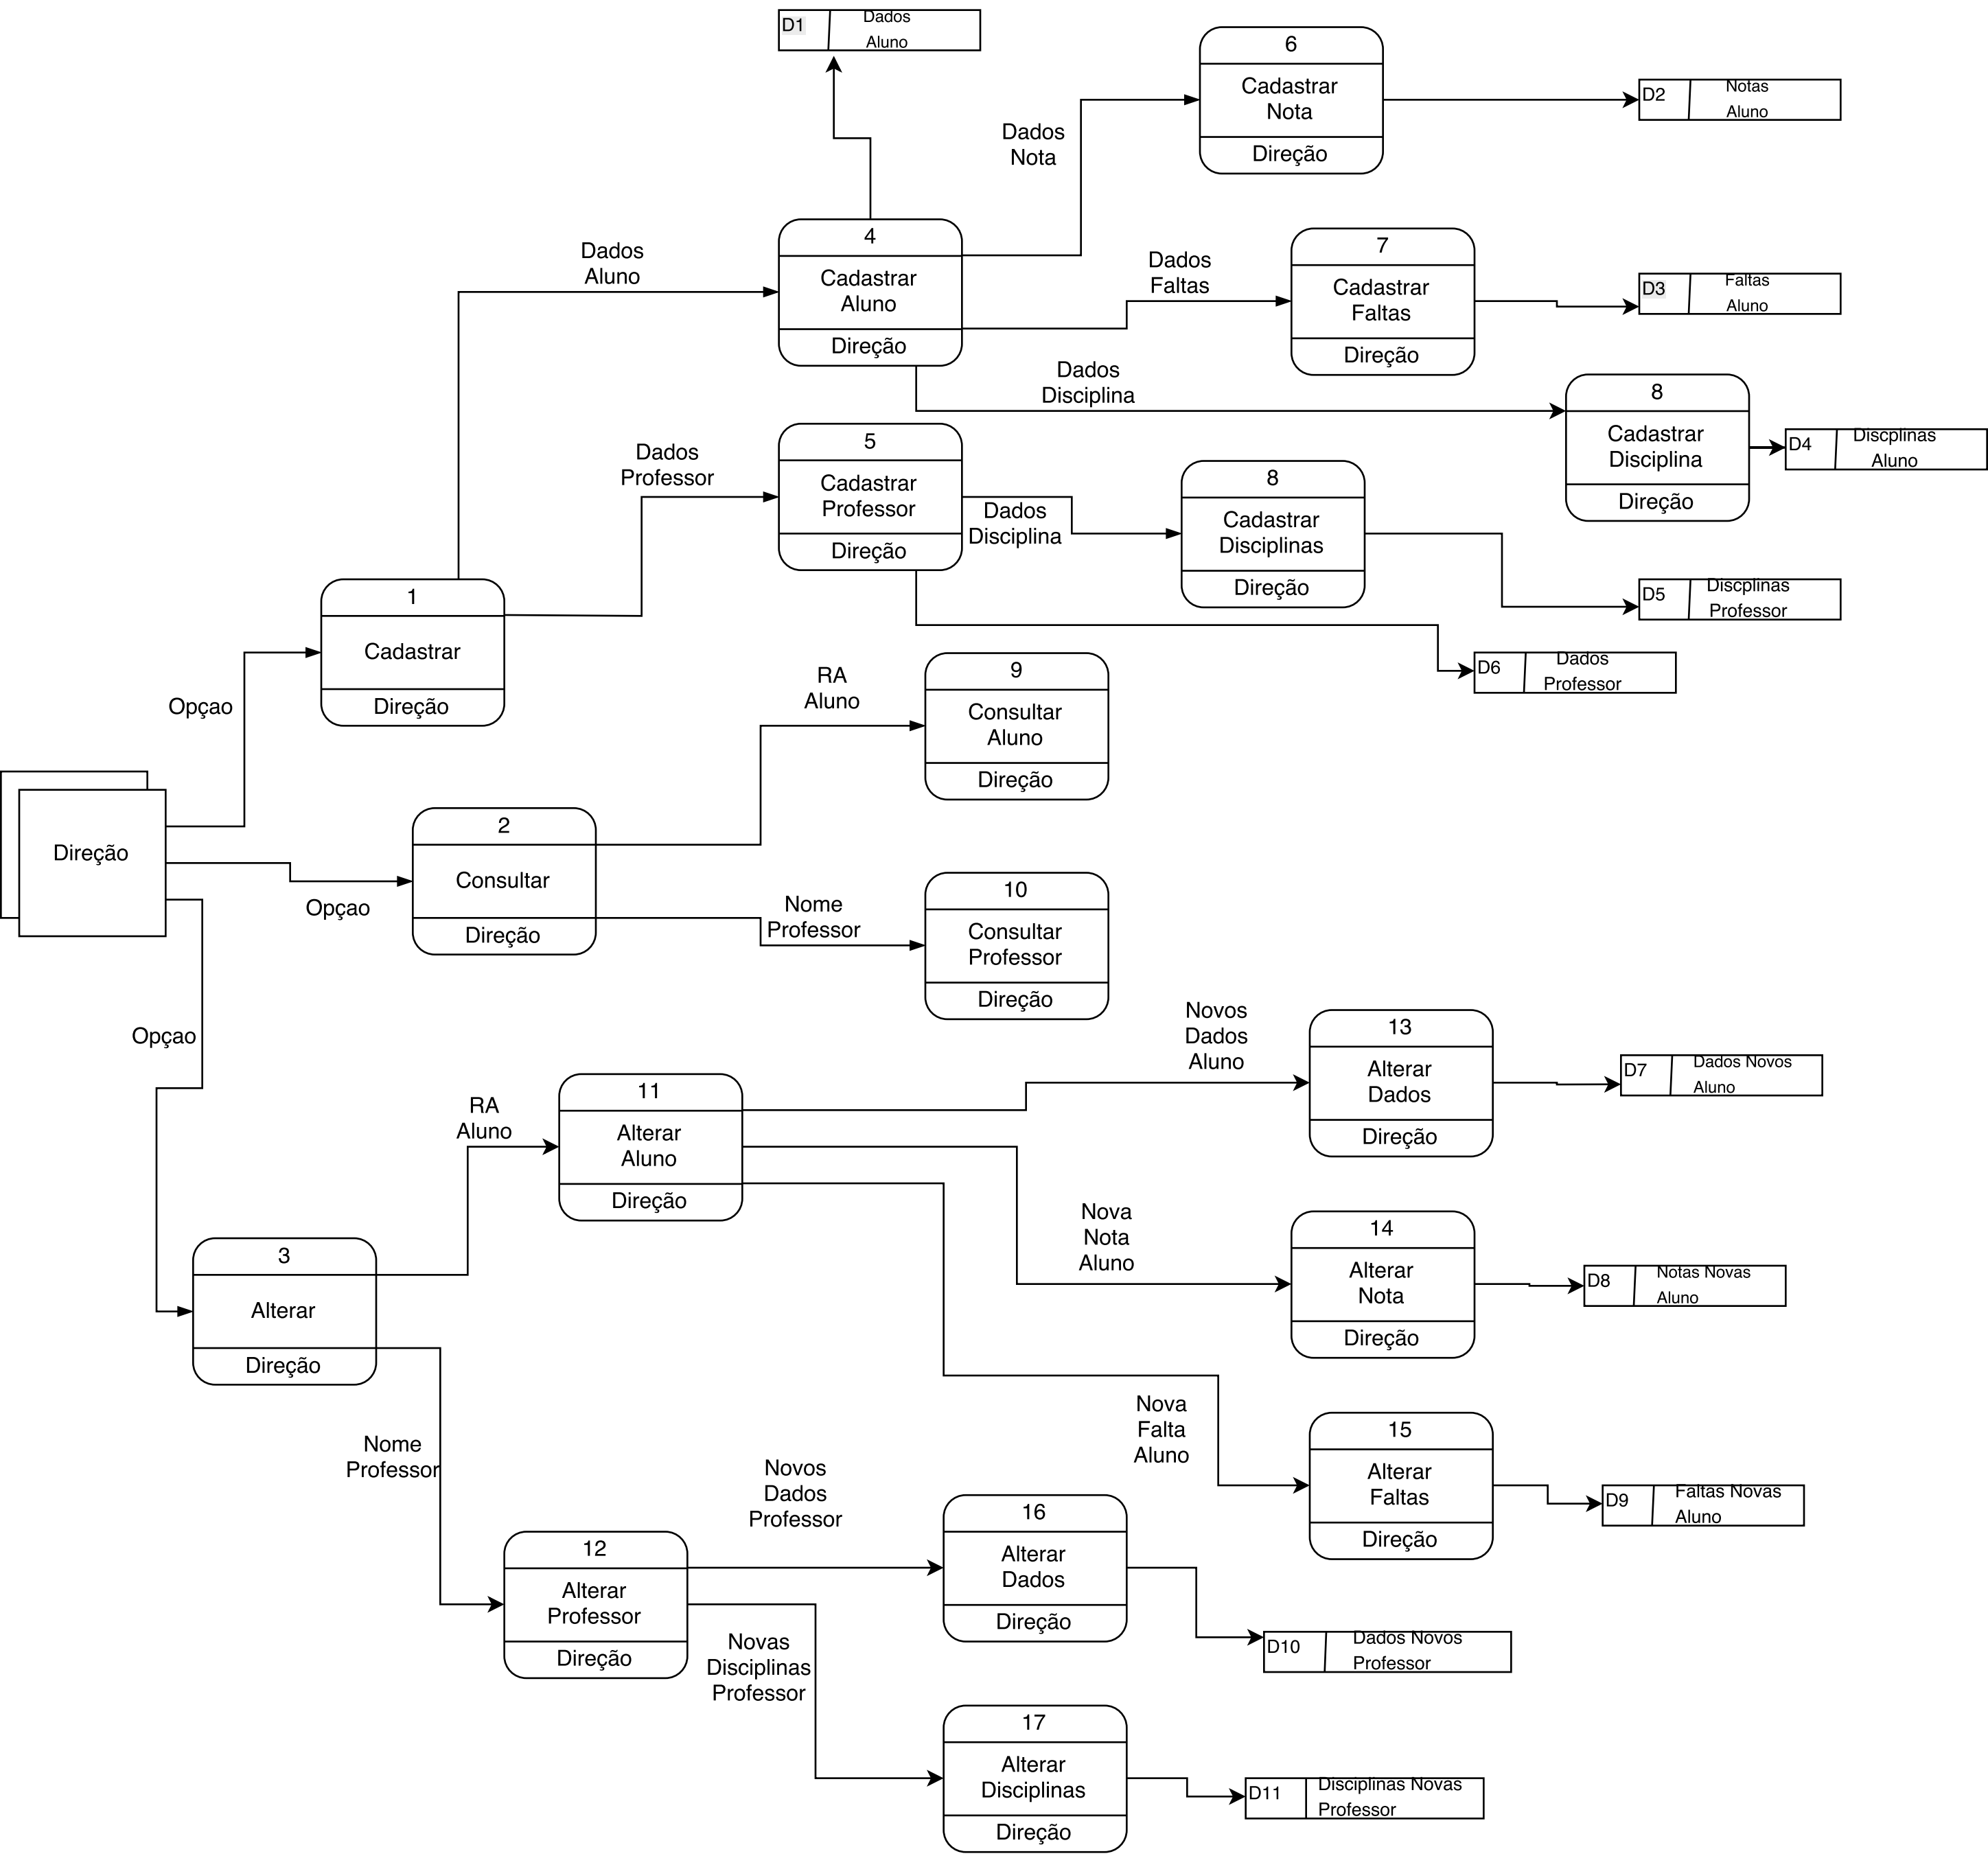 D1
Dados
Aluno
6
Cadastrar
Nota
Direção
D2
Notas
Aluno
Dados
Nota
4
Cadastrar
Aluno
Direção
Dados
Aluno
Dados
Faltas
7
Cadastrar
Faltas
Direção
D3
Faltas
Aluno
Dados
Disciplina
8
Cadastrar
Disciplina
Direção
D4
Discplinas
Aluno
Dados
Professor
5
Cadastrar
Professor
Direção
Dados
Disciplina
8
Cadastrar
Disciplinas
Direção
D5
Discplinas
Professor
D6
Dados
Professor
1
Cadastrar
Direção
Opçao
RA
Aluno
9
Consultar
Aluno
Direção
Direção
2
Consultar
Direção
Opçao
Nome
Professor
10
Consultar
Professor
Direção
Opçao
Novos
Dados
Aluno
13
Alterar
Dados
Direção
D7
Dados Novos
Aluno
RA
Aluno
11
Alterar
Aluno
Direção
Nova
Nota
Aluno
14
Alterar
Nota
Direção
D8
Notas Novas
Aluno
3
Alterar
Direção
Nova
Falta
Aluno
15
Alterar
Faltas
Direção
D9
Faltas Novas
Aluno
Nome
Professor
Novos
Dados
Professor
16
Alterar
Dados
Direção
12
Alterar
Professor
Direção
D10
Dados Novos
Professor
Novas
Disciplinas
Professor
17
Alterar
Disciplinas
Direção
D11
Disciplinas Novas
Professor